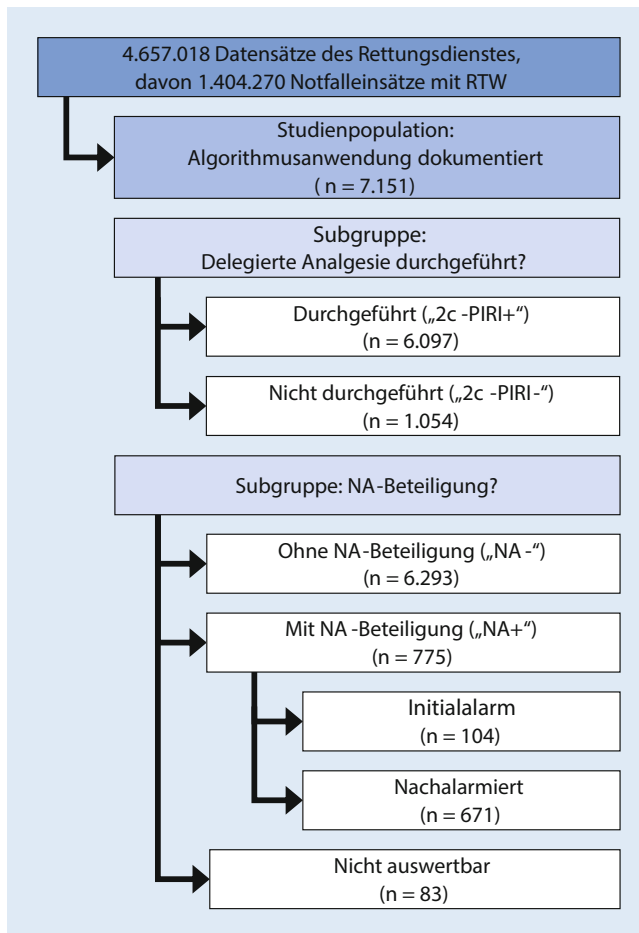 4.657.018 Datensätze des Rettungsdienstes,
davon 1.404.270 Notfalleinsätze mit RTW
Studienpopulation:
Algorithmusanwendung dokumentiert
( n = 7.151)
Subgruppe:
Delegierte Analgesie durchgeführt?
Durchgeführt („2c -PIRI+“)
(n = 6.097)
Nicht durchgeführt („2c -PIRI-“)
(n = 1.054)
Subgruppe: NA-Beteiligung?
Ohne NA-Beteiligung („NA -“)
(n = 6.293)
Mit NA -Beteiligung („NA+“)
(n = 775)
Initialalarm
(n = 104)
Nachalarmiert
(n = 671)
Nicht auswertbar
(n = 83)